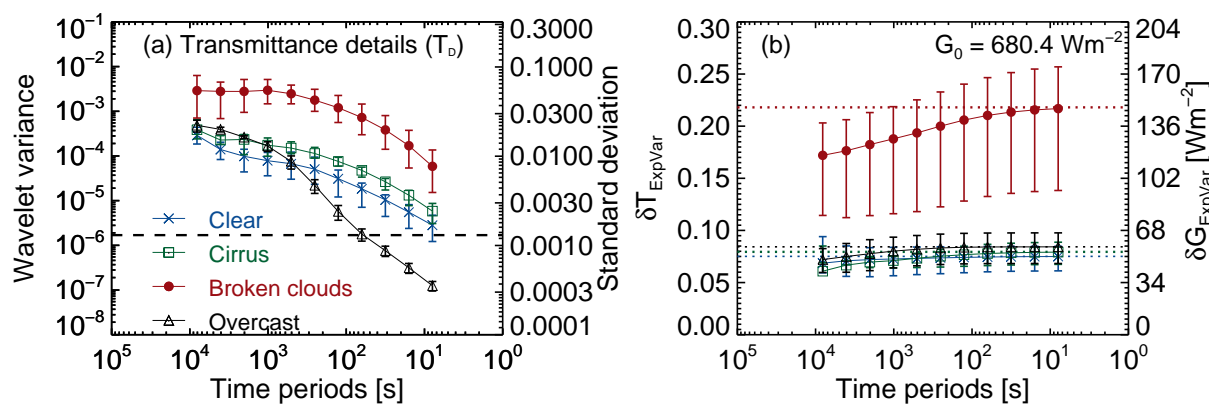 (a) Transmittance details (T_D)
Wavelet variance
10^-1
10^-2
10^-3
10^-4
10^-5
10^-6
10^-7
10^-8
Clear
Cirrus
Broken clouds
Overcast
0.3000
0.1000
0.0300
0.0100
0.0030
0.0010
0.0003
0.0001
Standard deviation
10^5 10^4 10^3 10^2 10^1 10^0
Time periods [s]
(b) G_0 = 680.4 Wm^-2
δT_ExpVar
0.30
0.25
0.20
0.15
0.10
0.05
0.00
204
170
146
102
68
44
0
δG_ExpVar [Wm^-2]
10^5 10^4 10^3 10^2 10^1 10^0
Time periods [s]